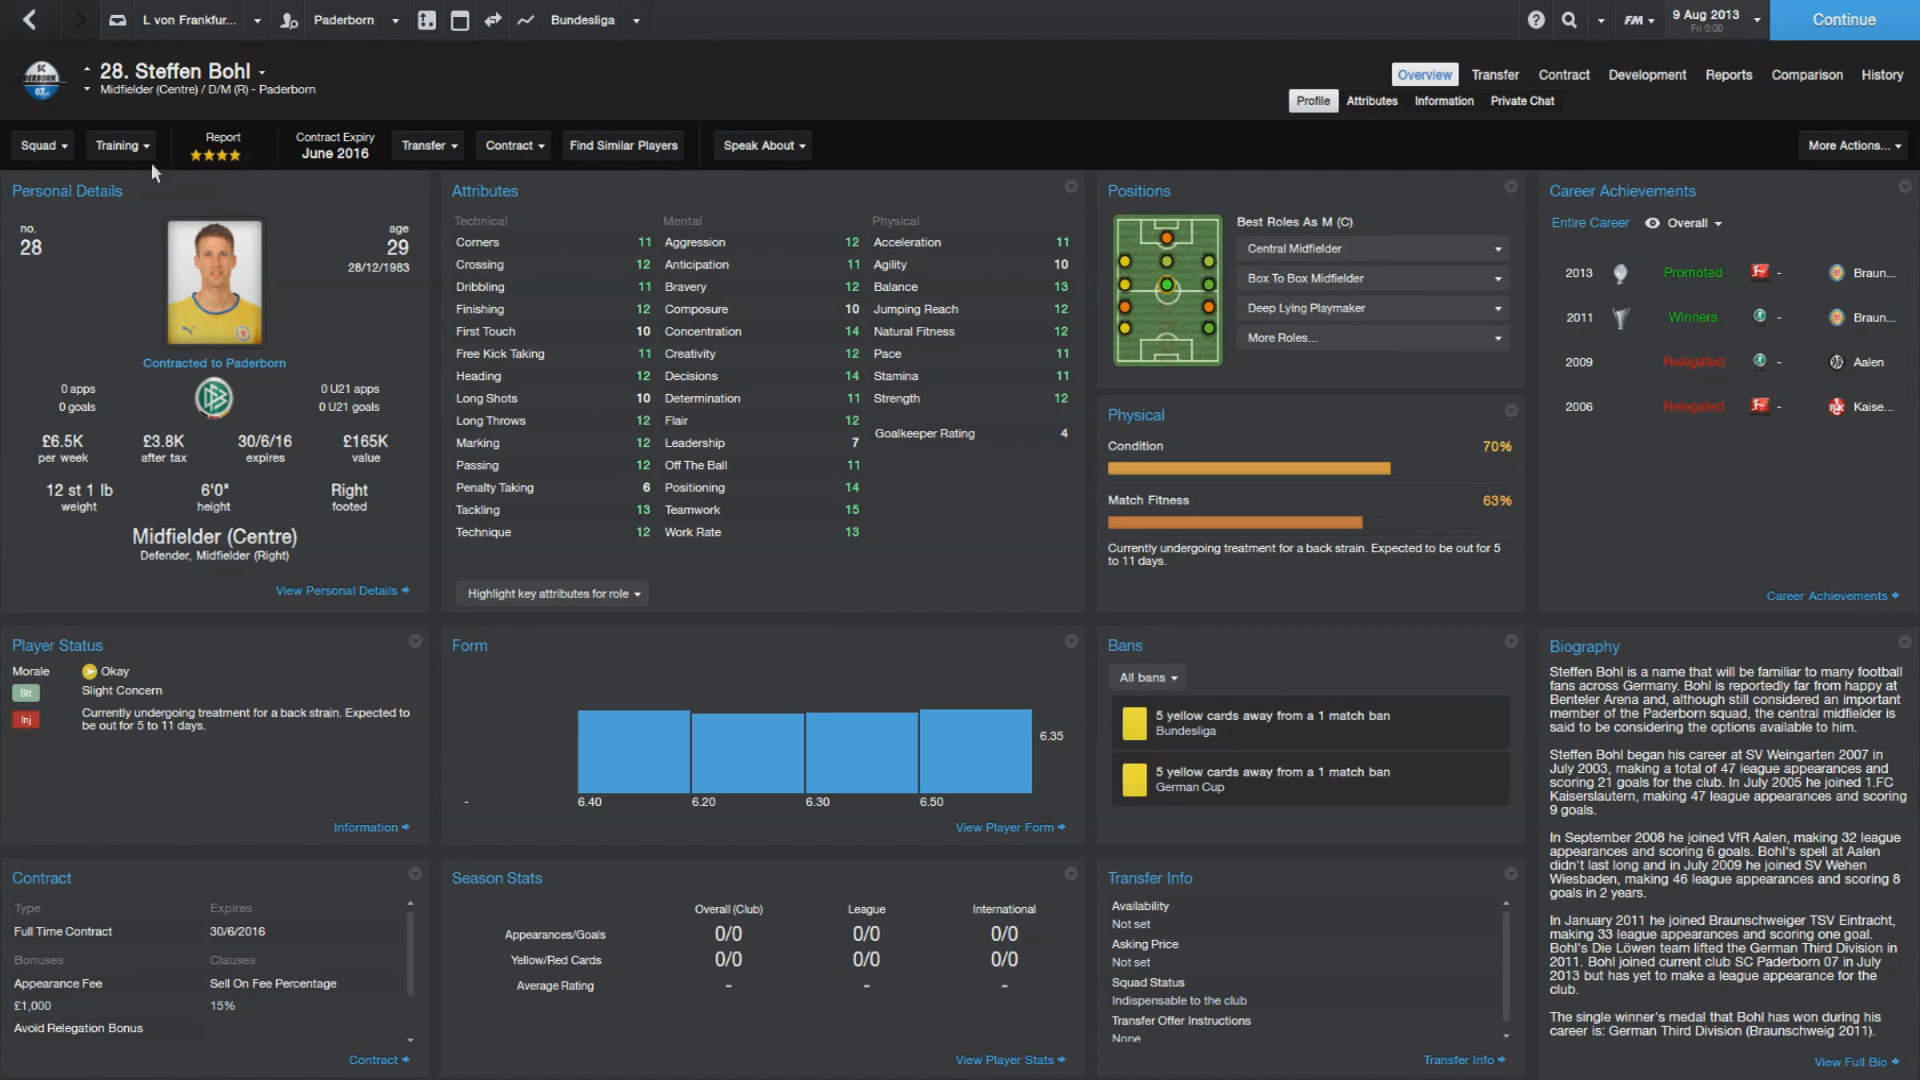 L von Frankfur...
Paderborn
Bundesliga
FM
9 Aug 2013
Fri 0:00
Continue
28. Steffen Bohl
Midfielder (Centre) / D/M (R) - Paderborn
Overview Transfer Contract Development Reports Comparison History
Profile Attributes Information Private Chat
Squad
Training
Report
Contract Expiry
June 2016
Transfer
Contract
Find Similar Players
Speak About
More Actions...
Personal Details
no.
28
age
29
28/12/1983
Contracted to Paderborn
0 apps
0 goals
0 U21 apps
0 U21 goals
£6.5K per week
£3.8K after tax
30/6/16 expires
£165K value
12 st 1 lb weight
6'0" height
Right footed
Midfielder (Centre)
Defender, Midfielder (Right)
View Personal Details
Attributes
Technical Mental Physical
Corners 11 Aggression 12 Acceleration 11
Crossing 12 Anticipation 11 Agility 10
Dribbling 11 Bravery 12 Balance 13
Finishing 12 Composure 10 Jumping Reach 12
First Touch 10 Concentration 14 Natural Fitness 12
Free Kick Taking 11 Creativity 12 Pace 11
Heading 12 Decisions 14 Stamina 11
Long Shots 10 Determination 11 Strength 12
Long Throws 12 Flair 12
Marking 12 Leadership 7 Goalkeeper Rating 4
Passing 12 Off The Ball 11
Penalty Taking 6 Positioning 14
Tackling 13 Teamwork 15
Technique 12 Work Rate 13
Highlight key attributes for role
Positions
Best Roles As M (C)
Central Midfielder
Box To Box Midfielder
Deep Lying Playmaker
More Roles...
Physical
Condition 70%
Match Fitness 63%
Currently undergoing treatment for a back strain. Expected to be out for 5
to 11 days.
Career Achievements
Entire Career Overall
2013 Promoted - Braun...
2011 Winners - Braun...
2009 Relegated - Aalen
2006 Relegated - Kaise...
Career Achievements
Player Status
Morale Okay
Slt Slight Concern
Inj Currently undergoing treatment for a back strain. Expected to
be out for 5 to 11 days.
Information
Form
6.35
- 6.40 6.20 6.30 6.50
View Player Form
Bans
All bans
5 yellow cards away from a 1 match ban
Bundesliga
5 yellow cards away from a 1 match ban
German Cup
Biography
Steffen Bohl is a name that will be familiar to many football
fans across Germany. Bohl is reportedly far from happy at
Benteler Arena and, although still considered an important
member of the Paderborn squad, the central midfielder is
said to be considering the options available to him.
Steffen Bohl began his career at SV Weingarten 2007 in
July 2003, making a total of 47 league appearances and
scoring 21 goals for the club. In July 2005 he joined 1.FC
Kaiserslautern, making 47 league appearances and scoring
9 goals.
In September 2008 he joined VfR Aalen, making 32 league
appearances and scoring 6 goals. Bohl's spell at Aalen
didn't last long and in July 2009 he joined SV Wehen
Wiesbaden, making 46 league appearances and scoring 8
goals in 2 years.
In January 2011 he joined Braunschweiger TSV Eintracht,
making 33 league appearances and scoring one goal.
Bohl's Die Löwen team lifted the German Third Division in
2011. Bohl joined current club SC Paderborn 07 in July
2013 but has yet to make a league appearance for the
club.
The single winner's medal that Bohl has won during his
career is: German Third Division (Braunschweig 2011).
View Full Bio
Contract
Type Expires
Full Time Contract 30/6/2016
Bonuses Clauses
Appearance Fee Sell On Fee Percentage
£1,000 15%
Avoid Relegation Bonus
Contract
Season Stats
Overall (Club) League International
Appearances/Goals 0/0 0/0 0/0
Yellow/Red Cards 0/0 0/0 0/0
Average Rating - - -
View Player Stats
Transfer Info
Availability
Not set
Asking Price
Not set
Squad Status
Indispensable to the club
Transfer Offer Instructions
None
Transfer Info